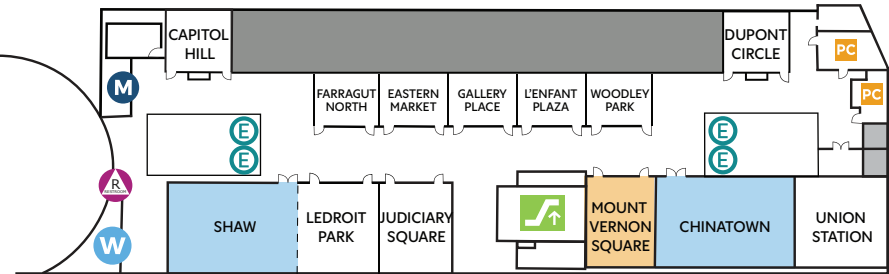 CAPITOL
HILL
DUPONT
CIRCLE
PC
M
FARRAGUT
NORTH
EASTERN
MARKET
GALLERY
PLACE
L'ENFANT
PLAZA
WOODLEY
PARK
PC
E
E
E
E
R
RESTROOM
SHAW
LEDROIT
PARK
JUDICIARY
SQUARE
MOUNT
VERNON
SQUARE
CHINATOWN
UNION
STATION
W